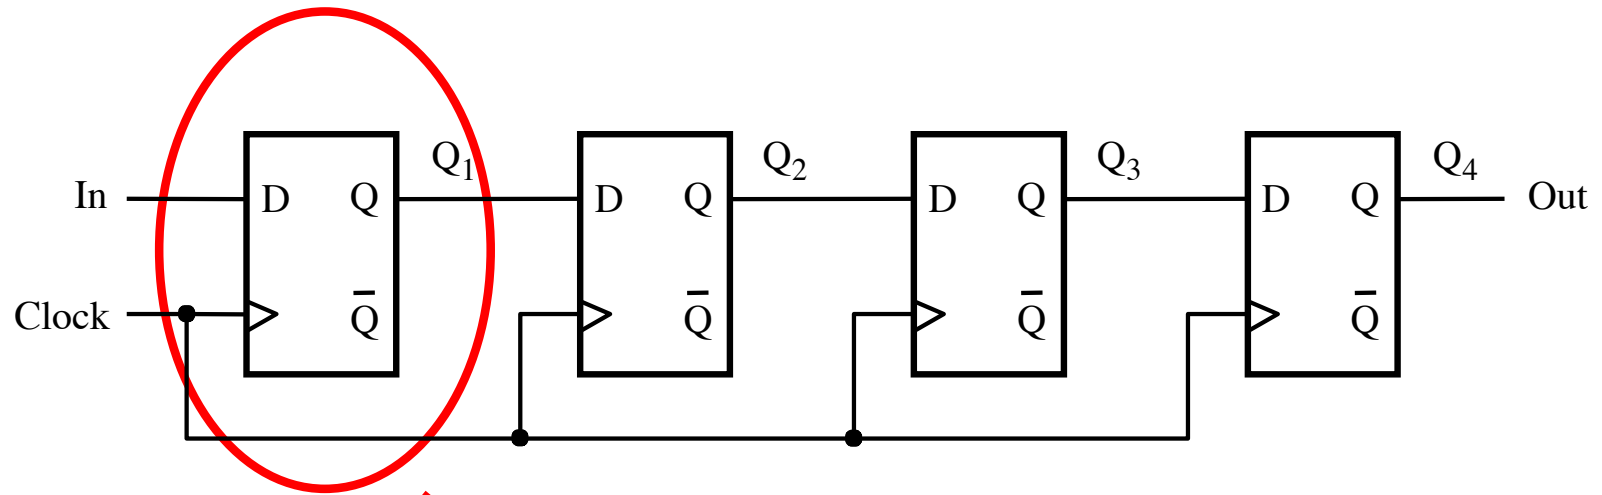 Q₁ Q₂ Q₃ Q₄
In D Q D Q D Q D Q Out
Clock Q̅ Q̅ Q̅ Q̅